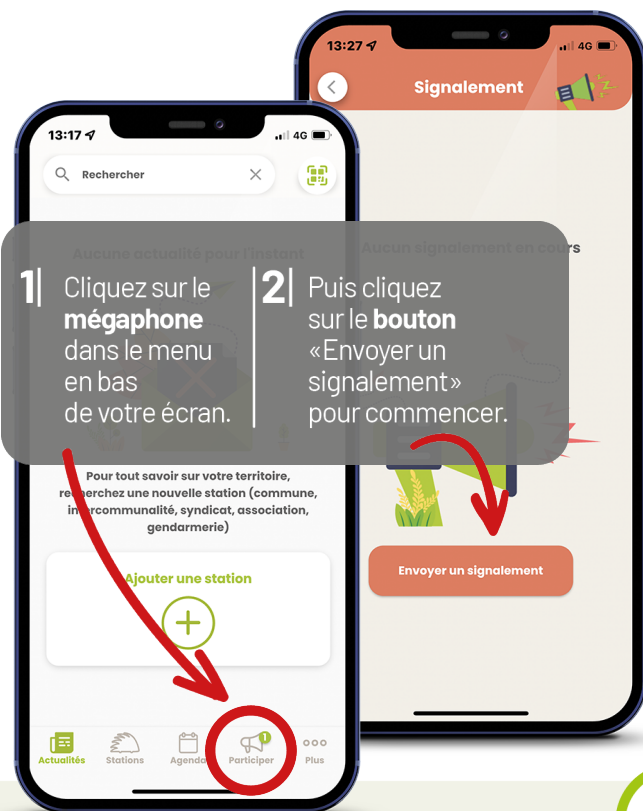 13:27
4G
Signalement
13:17
4G
Rechercher
Aucune actualité pour l'instant
Aucun signalement en cours
1| Cliquez sur le
mégaphone
dans le menu
en bas
de votre écran.
2| Puis cliquez
sur le bouton
«Envoyer un
signalement»
pour commencer.
Pour tout savoir sur votre territoire,
recherchez une nouvelle station (commune,
intercommunalité, syndicat, association,
gendarmerie)
Ajouter une station
Envoyer un signalement
1
Actualités
Stations
Agenda
Participer
Plus